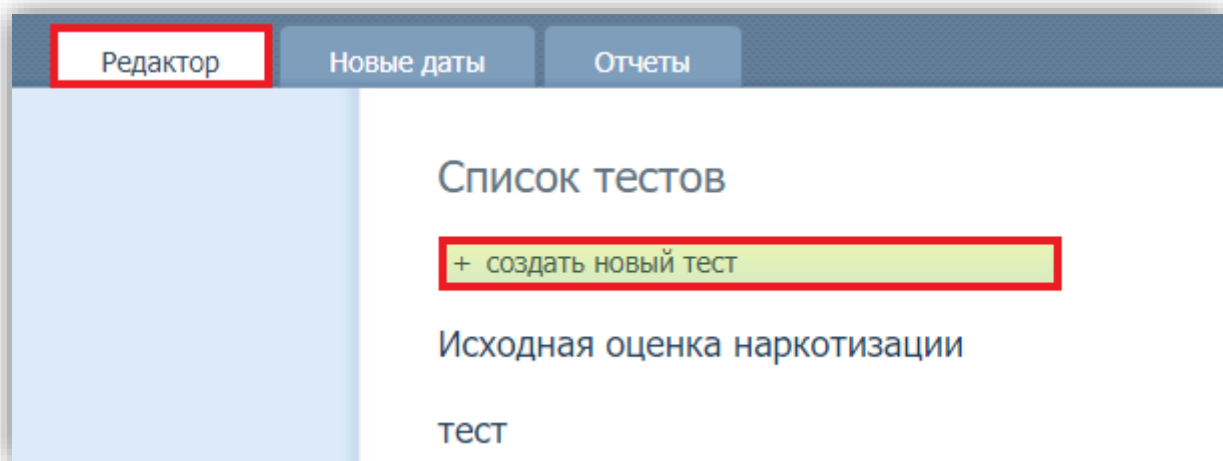 Редактор Новые даты Отчеты
Список тестов
+ создать новый тест
Исходная оценка наркотизации
тест